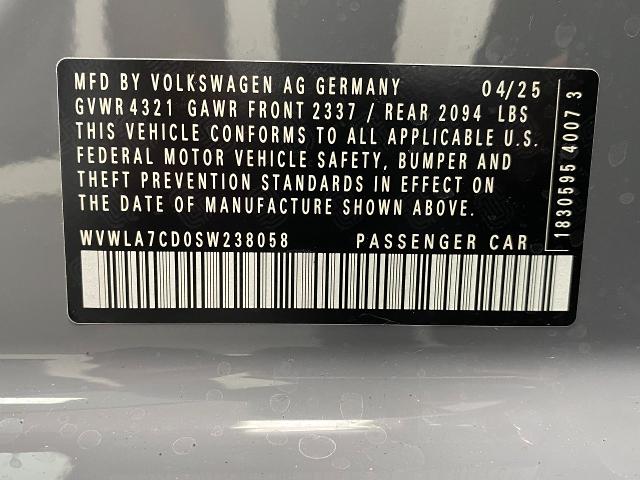 MFD BY VOLKSWAGEN AG GERMANY 04/25
GVWR 4321 GAWR FRONT 2337 / REAR 2094 LBS
THIS VEHICLE CONFORMS TO ALL APPLICABLE U.S.
FEDERAL MOTOR VEHICLE SAFETY, BUMPER AND
THEFT PREVENTION STANDARDS IN EFFECT ON
THE DATE OF MANUFACTURE SHOWN ABOVE.
WVWLA7CD0SW238058 PASSENGER CAR
1830595 4007 3